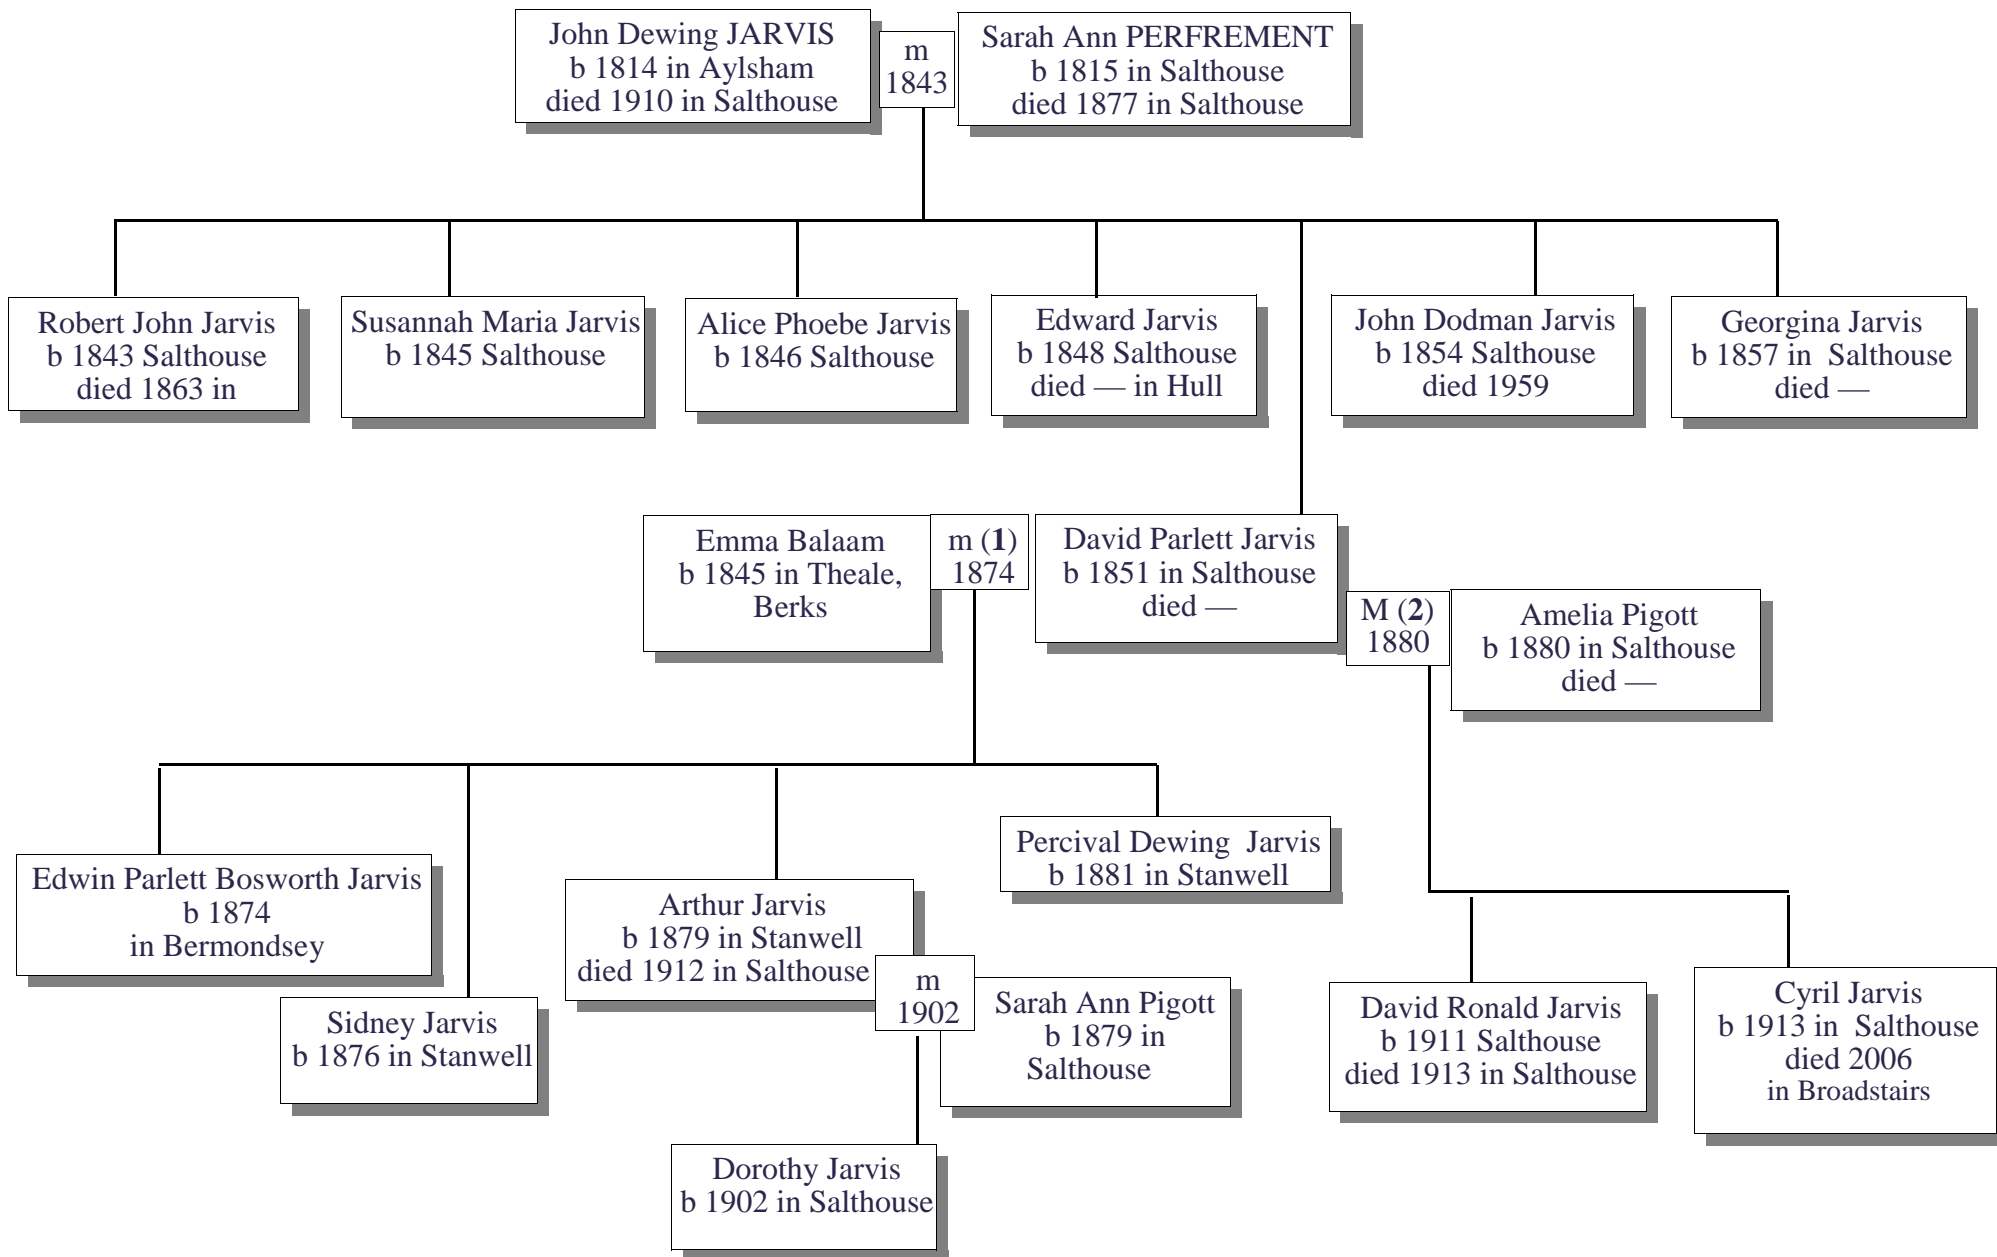 John Dewing JARVIS
b 1814 in Aylsham
died 1910 in Salthouse
m
1843
Sarah Ann PERFREMENT
b 1815 in Salthouse
died 1877 in Salthouse
Robert John Jarvis
b 1843 Salthouse
died 1863 in
Susannah Maria Jarvis
b 1845 Salthouse
Alice Phoebe Jarvis
b 1846 Salthouse
Edward Jarvis
b 1848 Salthouse
died — in Hull
John Dodman Jarvis
b 1854 Salthouse
died 1959
Georgina Jarvis
b 1857 in Salthouse
died —
Emma Balaam
b 1845 in Theale,
Berks
m (1)
1874
David Parlett Jarvis
b 1851 in Salthouse
died —
M (2)
1880
Amelia Pigott
b 1880 in Salthouse
died —
Edwin Parlett Bosworth Jarvis
b 1874
in Bermondsey
Sidney Jarvis
b 1876 in Stanwell
Arthur Jarvis
b 1879 in Stanwell
died 1912 in Salthouse
m
1902
Sarah Ann Pigott
b 1879 in
Salthouse
Percival Dewing Jarvis
b 1881 in Stanwell
David Ronald Jarvis
b 1911 Salthouse
died 1913 in Salthouse
Cyril Jarvis
b 1913 in Salthouse
died 2006
in Broadstairs
Dorothy Jarvis
b 1902 in Salthouse